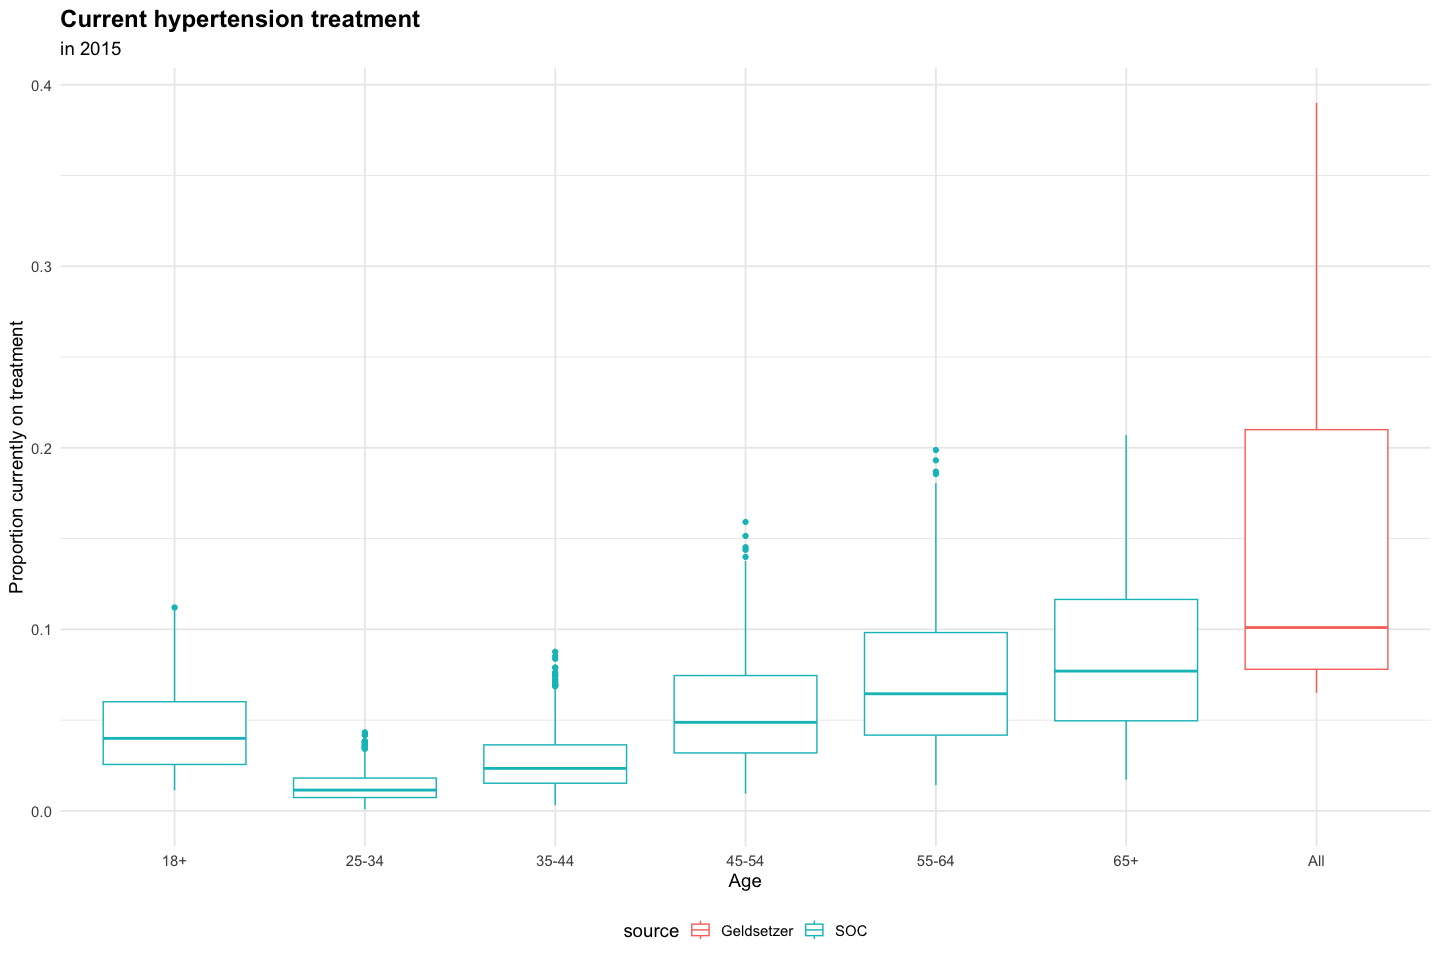 Current hypertension treatment
in 2015
0.4
0.3
0.2
0.1
0.0
Proportion currently on treatment
18+ 25-34 35-44 45-54 55-64 65+ All
Age
source Geldsetzer SOC